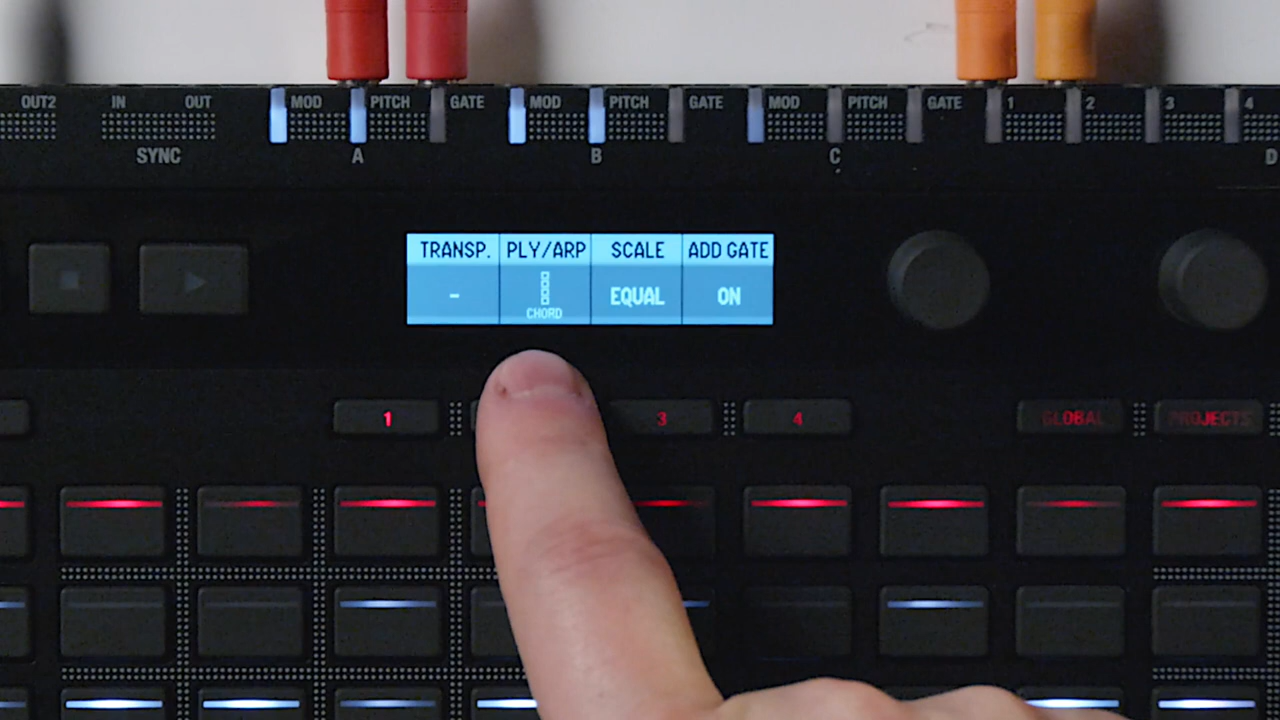 OUT2 IN OUT MOD PITCH GATE MOD PITCH GATE MOD PITCH GATE 1 2 3 4
SYNC A B C D
TRANSP. PLY/ARP SCALE ADD GATE
- CHORD EQUAL ON
1 3 4 GLOBAL PROJECTS